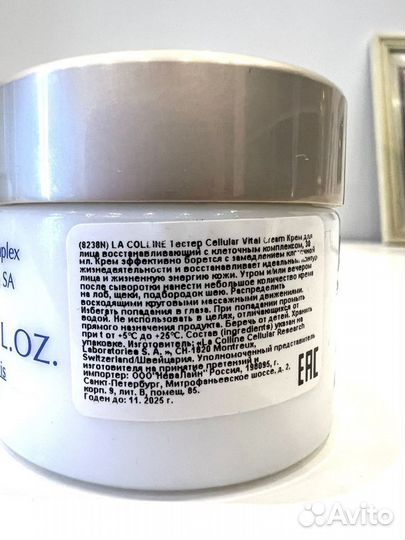 plex
SA
L.OZ.
is
(8238N) LA COLLINE Тестер Cellular Vital Cream Крем для
лица восстанавливающий с клеточным комплексом, 30
мл. Крем эффективно борется с замедлением клеточной
жизнедеятельности и восстанавливает идеальный контур
лица и жизненную энергию кожи. Утром и/или вечером
после сыворотки нанести небольшое количество крема
на лоб, щеки, подбородок шею. Распределить
восходящими круговыми массажными движениями.
Избегать попадания в глаза. При попадании промыть
водой. Не использовать в целях, отличающихся от
прямого назначения продукта. Беречь от детей. Хранить
при t от +5°C до +25°C. Состав (ingredients) указан на
упаковке. Изготовитель: «La Colline Cellular Research
Laboratories S. A. », CH-1820 Montreux,
Switzerland/Швейцария. Уполномоченный представитель
изготовителя на принятие претензий и
импортер: ООО"НеваЛайн" Россия, 198095, г.
Санкт-Петербург, Митрофаньевское шоссе, д. 2,
корп. 9, лит. В, помещ. 85.
Годен до: 11. 2025 г.
EAC
Avito